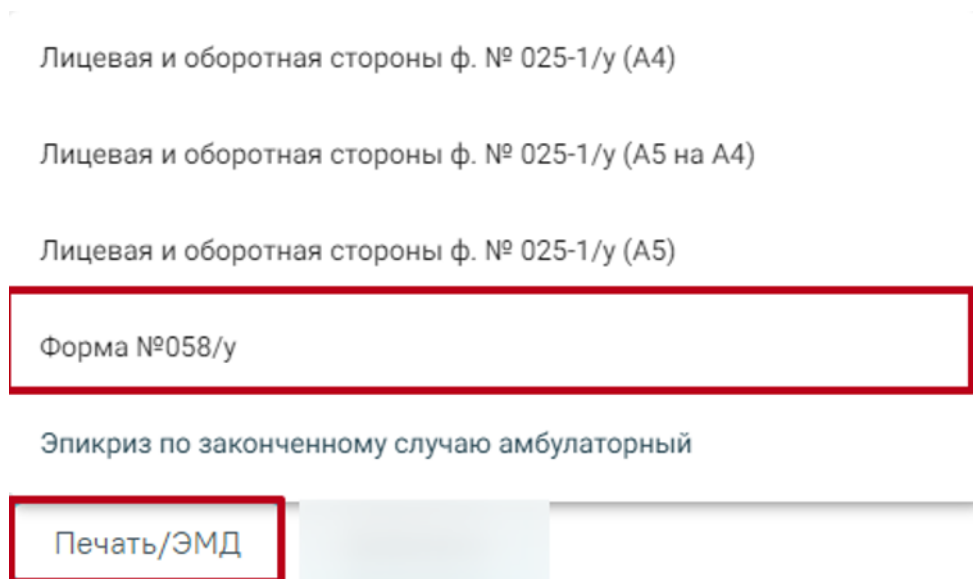 Лицевая и оборотная стороны ф. № 025-1/у (А4)
Лицевая и оборотная стороны ф. № 025-1/у (А5 на А4)
Лицевая и оборотная стороны ф. № 025-1/у (А5)
Форма №058/у
Эпикриз по законченному случаю амбулаторный
Печать/ЭМД